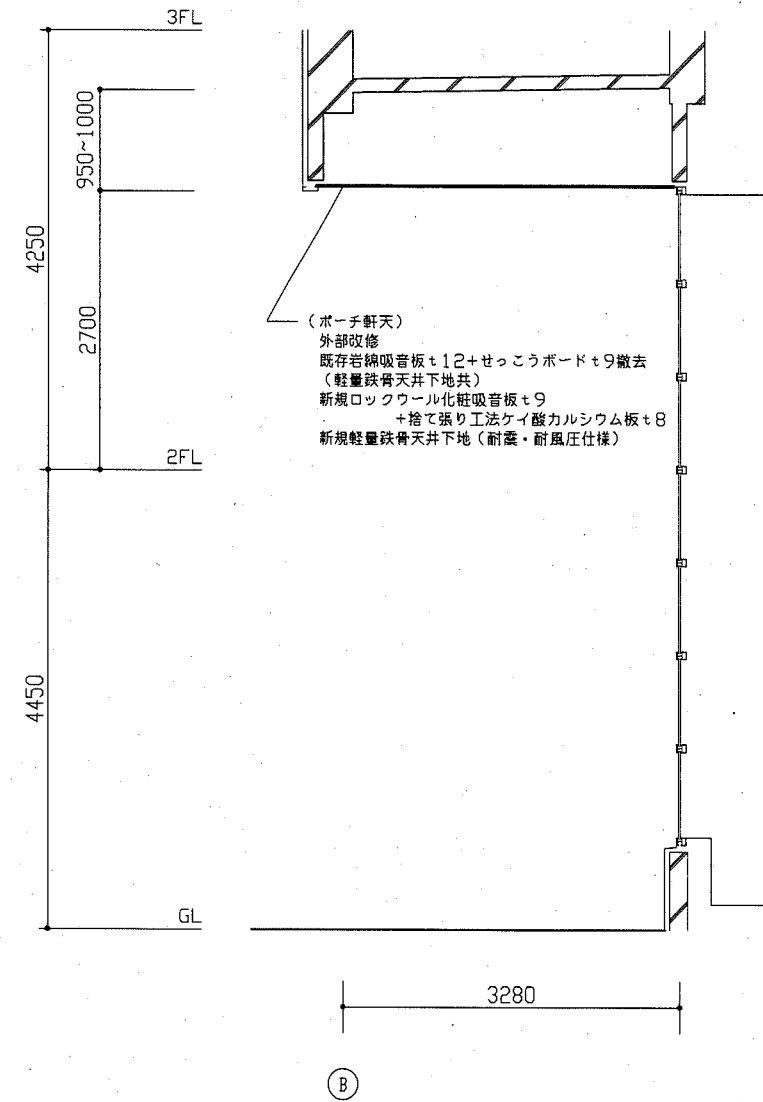 3FL
950~1000
4250
2700
(ポーチ軒天)
外部改修
既存岩綿吸音板t12+せっこうボードt9撤去
(軽量鉄骨天井下地共)
新規ロックウール化粧吸音板t9
+捨て張り工法ケイ酸カルシウム板t8
新規軽量鉄骨天井下地(耐震・耐風圧仕様)
2FL
4450
GL
3280
B